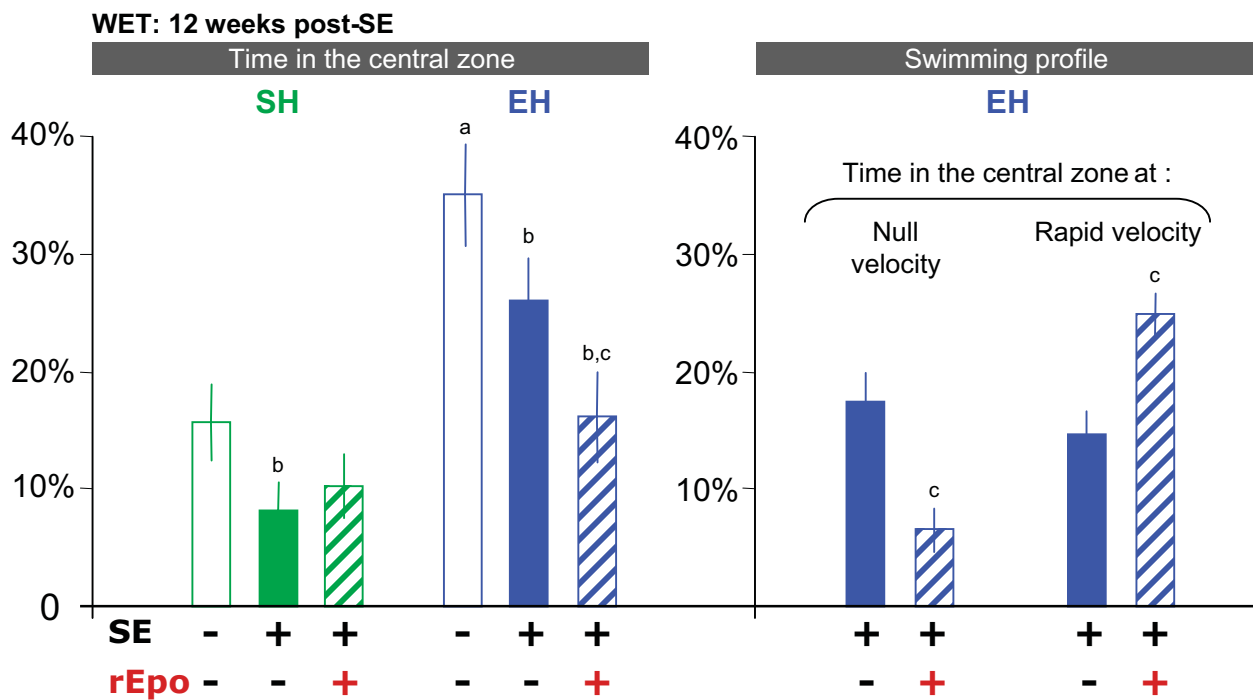 WET: 12 weeks post-SE
Time in the central zone
SH
EH
40%
30%
20%
10%
0
b
a
b
b,c
Swimming profile
EH
40%
30%
20%
10%
Time in the central zone at :
Null
velocity
Rapid velocity
c
c
SE - + + - + + + + + +
rEpo - - + - - + - + - +